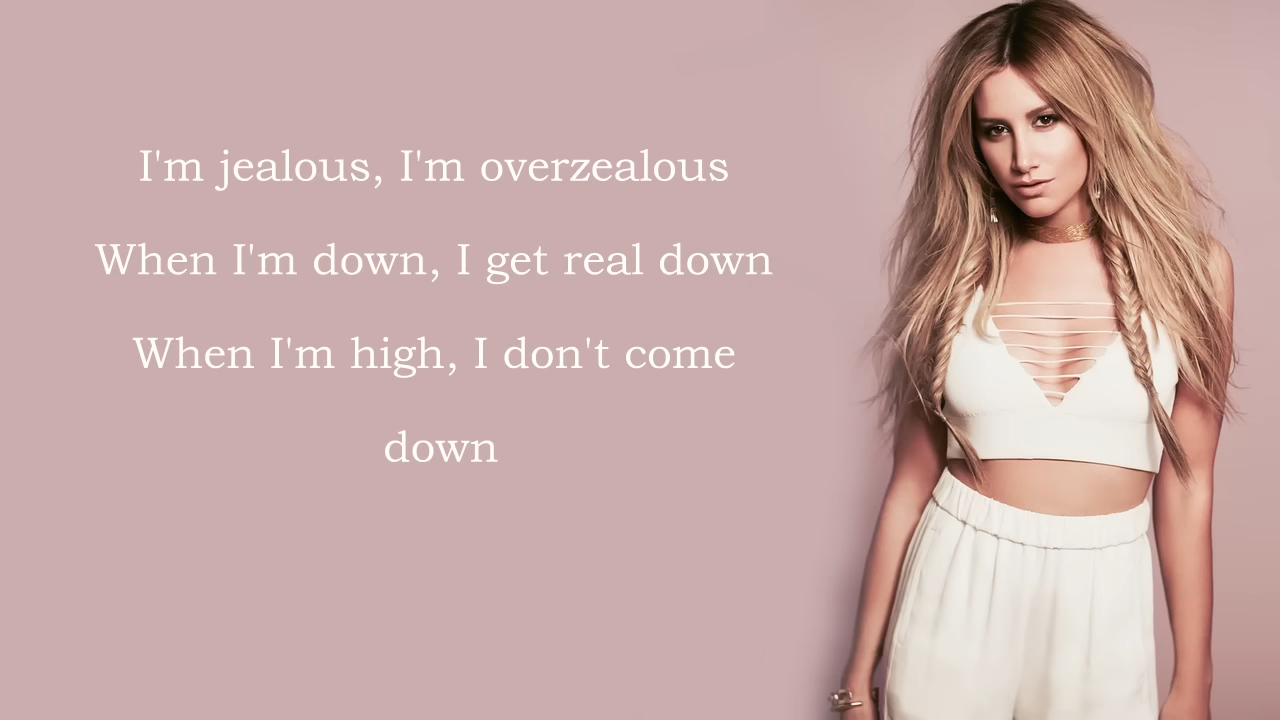 I'm jealous, I'm overzealous
When I'm down, I get real down
When I'm high, I don't come
down